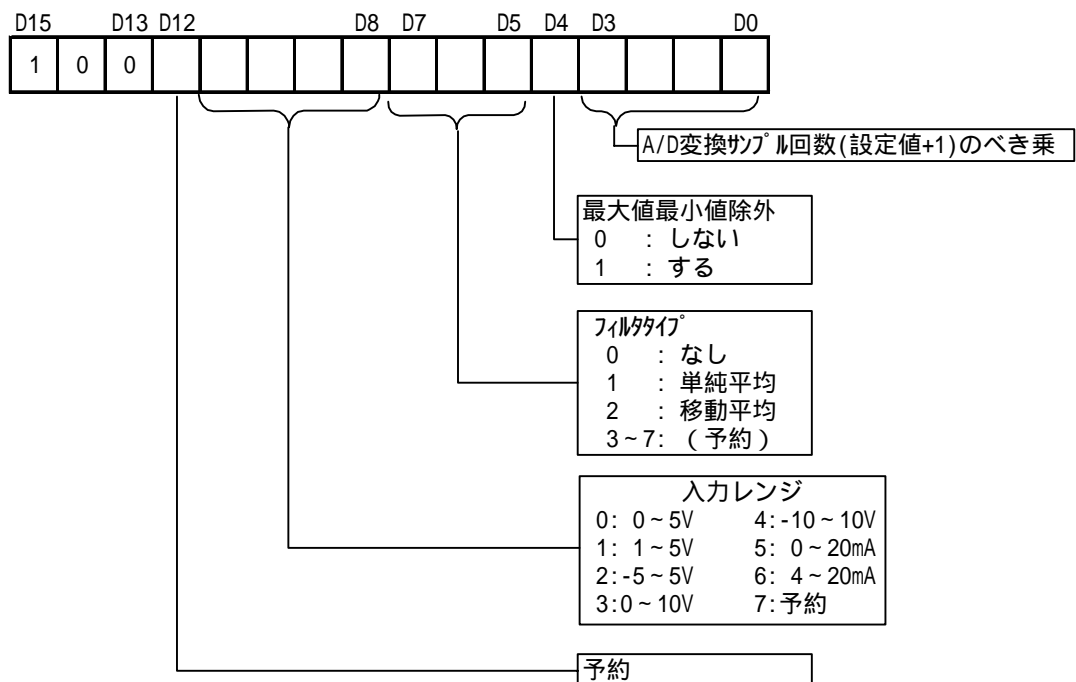 D15 D13 D12 D8 D7 D5 D4 D3 D0
1 0 0
A/D変換ｻﾝﾌﾟﾙ回数(設定値+1)のべき乗
最大値最小値除外
0 : しない
1 : する
ﾌｨﾙﾀﾀｲﾌﾟ
0 : なし
1 : 単純平均
2 : 移動平均
3～7: (予約)
入力レンジ
0: 0～5V 4:-10～10V
1: 1～5V 5: 0～20mA
2:-5～5V 6: 4～20mA
3:0～10V 7:予約
予約